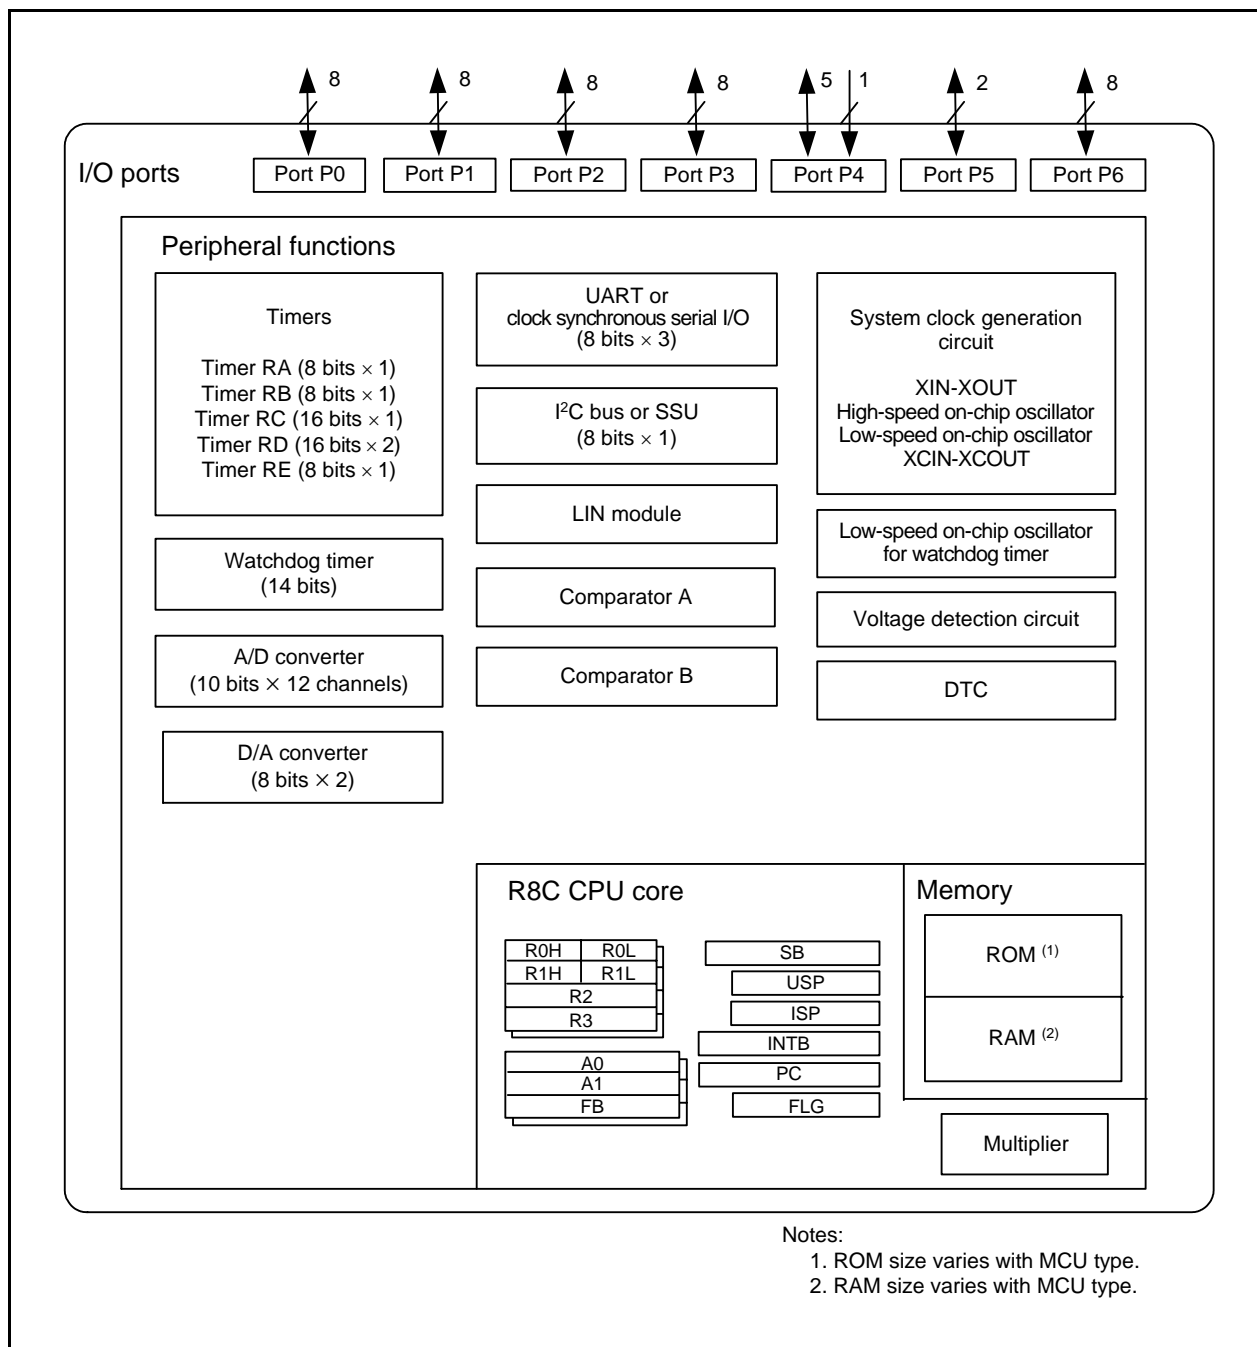 8 8 8 8 5 1 2 8
I/O ports
Port P0 Port P1 Port P2 Port P3 Port P4 Port P5 Port P6
Peripheral functions
Timers
Timer RA (8 bits × 1)
Timer RB (8 bits × 1)
Timer RC (16 bits × 1)
Timer RD (16 bits × 2)
Timer RE (8 bits × 1)
Watchdog timer
(14 bits)
A/D converter
(10 bits × 12 channels)
D/A converter
(8 bits × 2)
UART or
clock synchronous serial I/O
(8 bits × 3)
I²C bus or SSU
(8 bits × 1)
LIN module
Comparator A
Comparator B
System clock generation
circuit
XIN-XOUT
High-speed on-chip oscillator
Low-speed on-chip oscillator
XCIN-XCOUT
Low-speed on-chip oscillator
for watchdog timer
Voltage detection circuit
DTC
R8C CPU core
R0H R0L
R1H R1L
R2
R3
A0
A1
FB
SB
USP
ISP
INTB
PC
FLG
Memory
ROM (1)
RAM (2)
Multiplier
Notes:
1. ROM size varies with MCU type.
2. RAM size varies with MCU type.